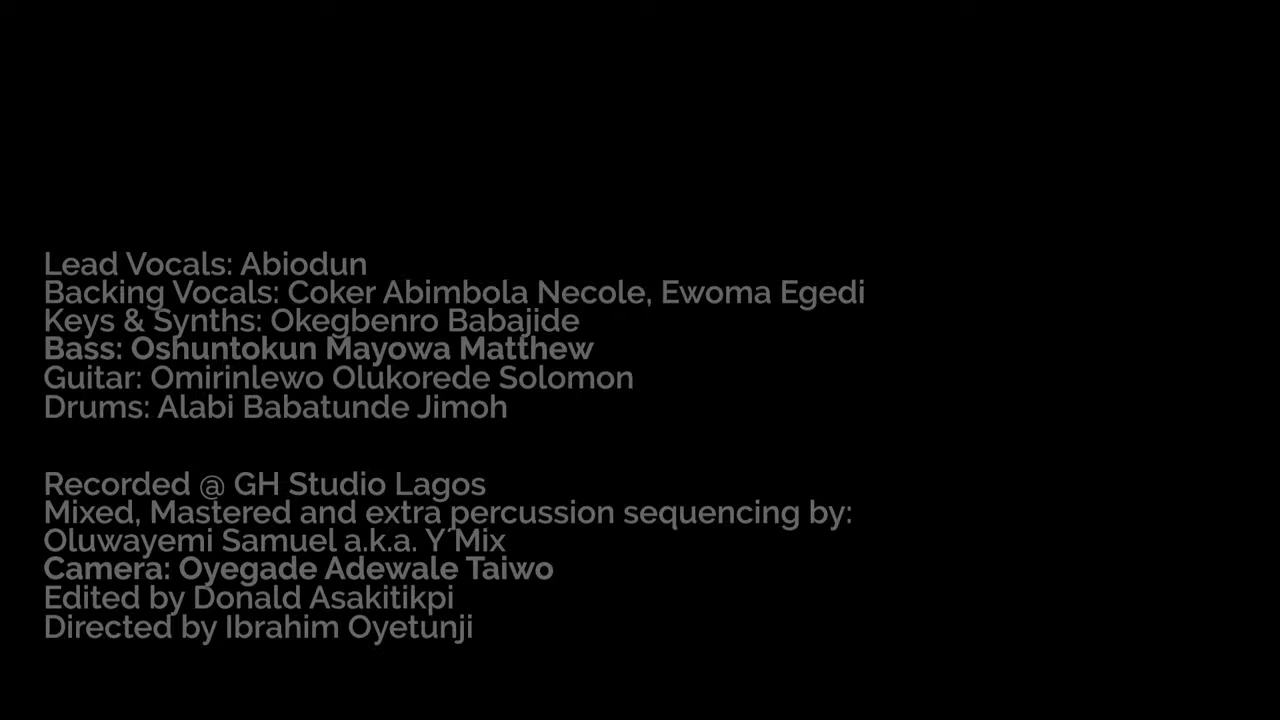 Lead Vocals: Abiodun
Backing Vocals: Coker Abimbola Necole, Ewoma Egedi
Keys & Synths: Okegbenro Babajide
Bass: Oshuntokun Mayowa Matthew
Guitar: Omirinlewo Olukorede Solomon
Drums: Alabi Babatunde Jimoh
Recorded @ GH Studio Lagos
Mixed, Mastered and extra percussion sequencing by:
Oluwayemi Samuel a.k.a. Y´Mix
Camera: Oyegade Adewale Taiwo
Edited by Donald Asakitikpi
Directed by Ibrahim Oyetunji